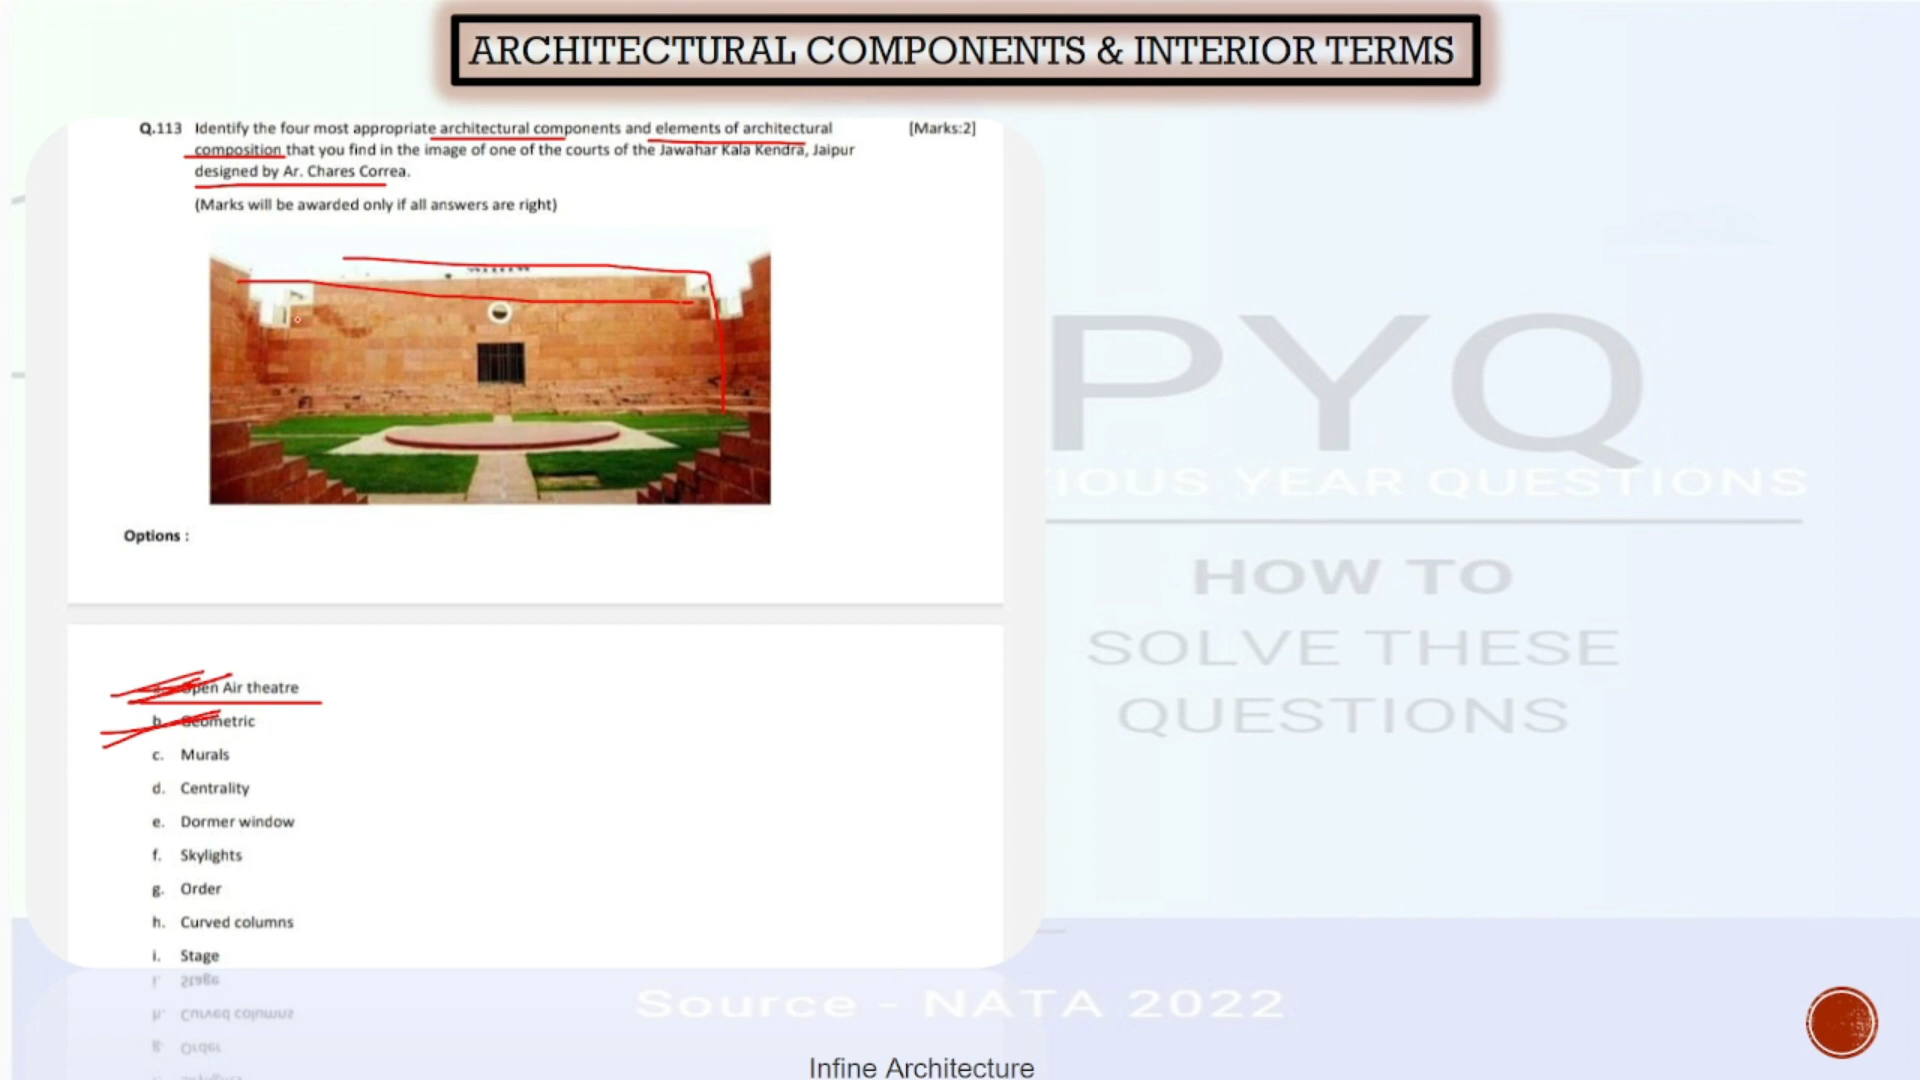 ARCHITECTURAL COMPONENTS & INTERIOR TERMS
Q.113 Identify the four most appropriate architectural components and elements of architectural [Marks:2]
composition that you find in the image of one of the courts of the Jawahar Kala Kendra, Jaipur
designed by Ar. Chares Correa.
(Marks will be awarded only if all answers are right)
Options :
a. Open Air theatre
b. Geometric
c. Murals
d. Centrality
e. Dormer window
f. Skylights
g. Order
h. Curved columns
i. Stage
PYQ
IOUS YEAR QUESTIONS
HOW TO
SOLVE THESE
QUESTIONS
Source - NATA 2022
Infine Architecture